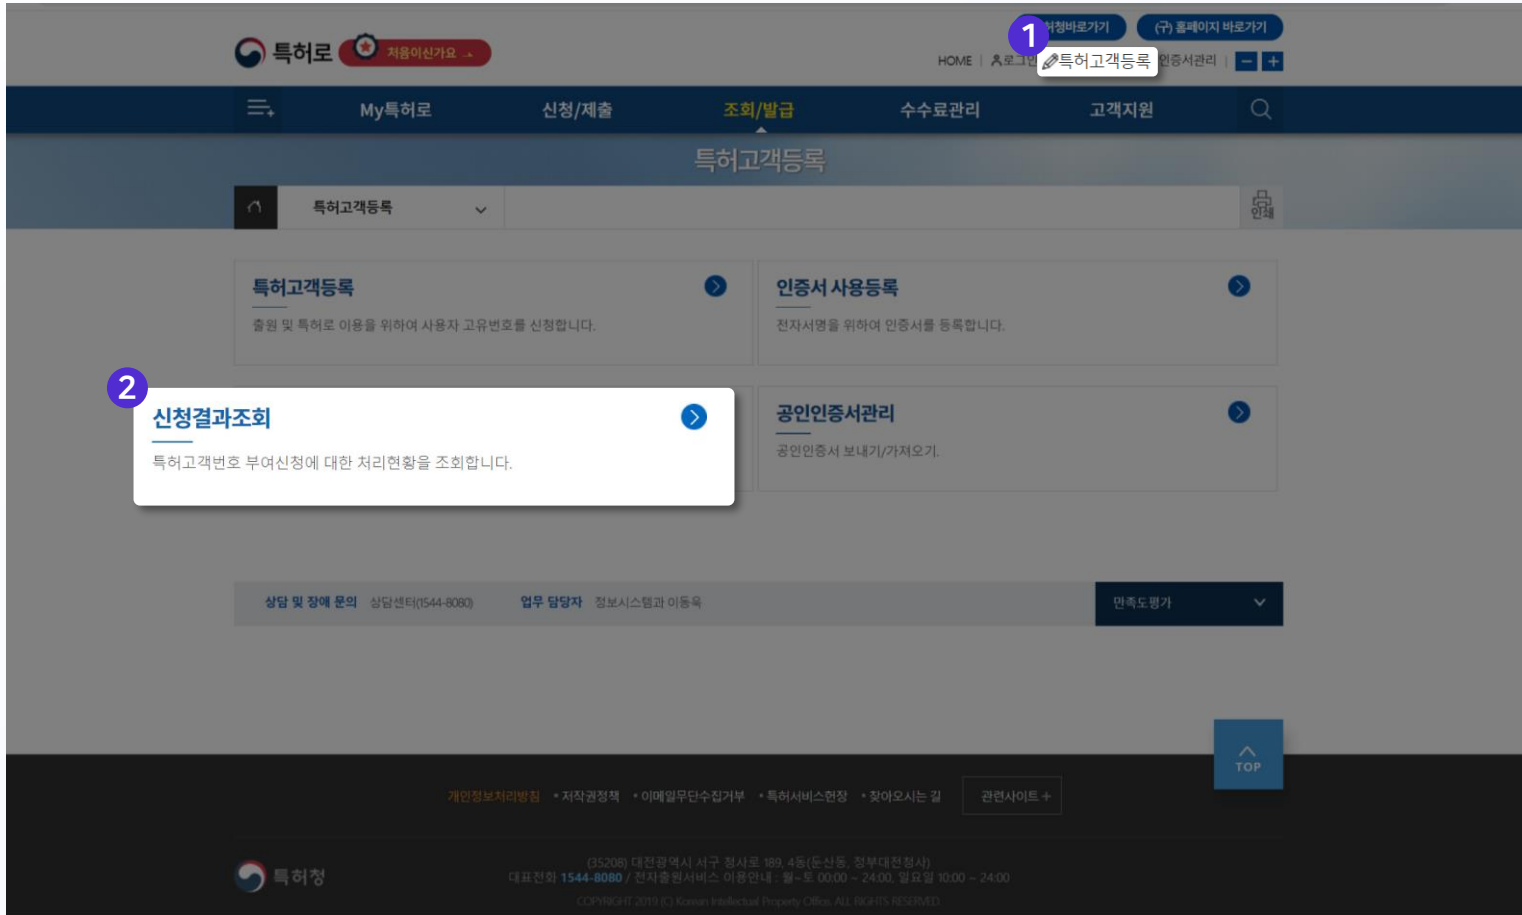 1
허청바로가기
(구) 홈페이지 바로가기
특허로
처음이신가요
HOME
로그인
특허고객등록
인증서관리
My특허로
신청/제출
조회/발급
수수료관리
고객지원
특허고객등록
특허고객등록
인쇄
특허고객등록
출원 및 특허로 이용을 위하여 사용자 고유번호를 신청합니다.
인증서 사용등록
전자서명을 위하여 인증서를 등록합니다.
2
신청결과조회
특허고객번호 부여신청에 대한 처리현황을 조회합니다.
공인인증서관리
공인인증서 보내기/가져오기.
상담 및 장애 문의 상담센터(1544-8080) 업무 담당자 정보시스템과 이동욱
만족도평가
TOP
개인정보처리방침 • 저작권정책 • 이메일무단수집거부 • 특허서비스헌장 • 찾아오시는 길
관련사이트 +
특허청
(35208) 대전광역시 서구 청사로 189, 4동(둔산동, 정부대전청사)
대표전화 1544-8080 / 전자출원서비스 이용안내 : 월~토 00:00 ~ 24:00, 일요일 10:00 ~ 24:00
COPYRIGHT 2019 (C) Korean Intellectual Property Office, ALL RIGHTS RESERVED.